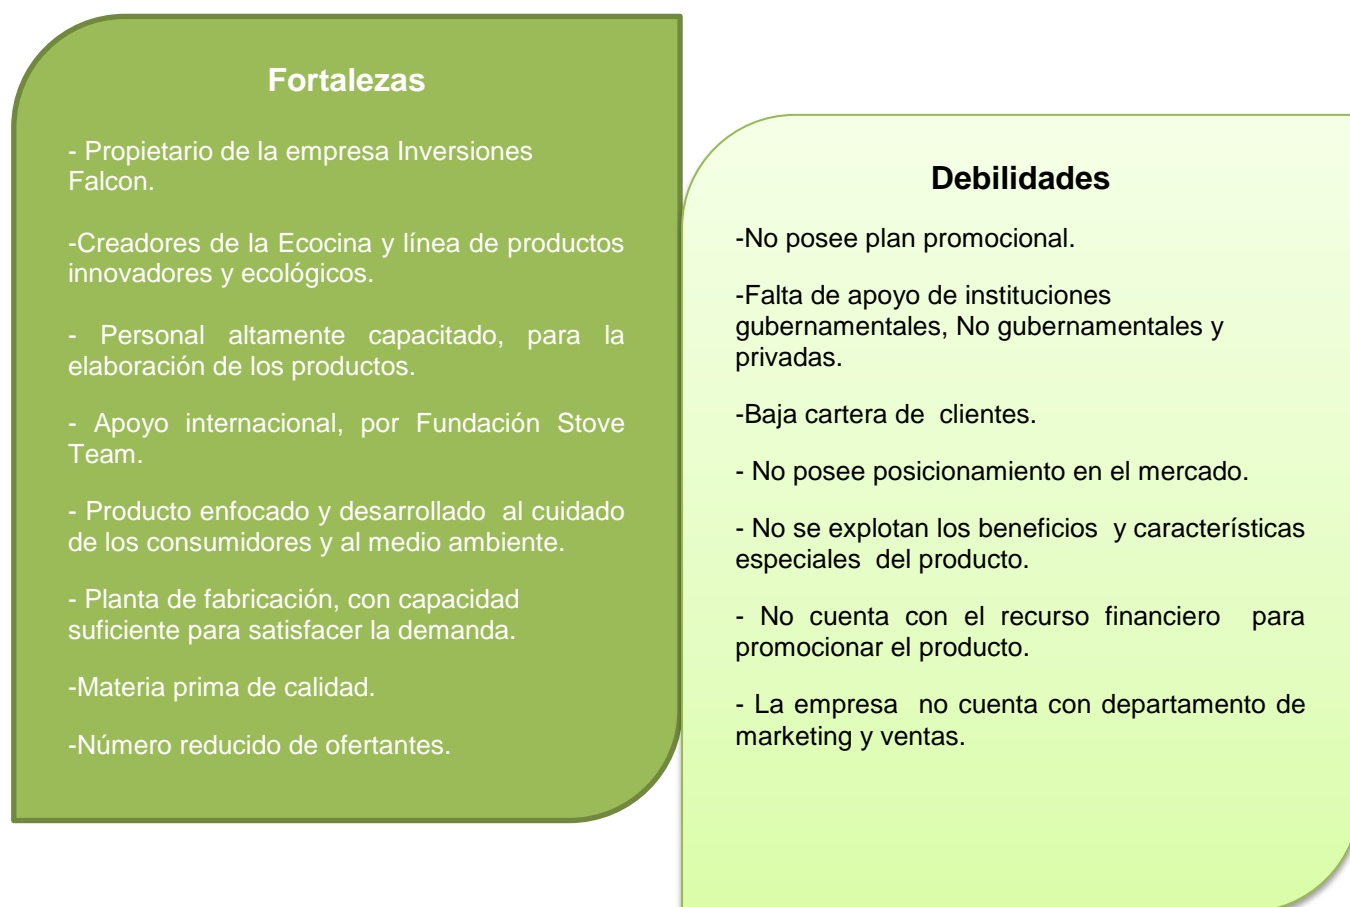 Fortalezas
- Propietario de la empresa Inversiones
Falcon.
-Creadores de la Ecocina y línea de productos
innovadores y ecológicos.
- Personal altamente capacitado, para la
elaboración de los productos.
- Apoyo internacional, por Fundación Stove
Team.
- Producto enfocado y desarrollado al cuidado
de los consumidores y al medio ambiente.
- Planta de fabricación, con capacidad
suficiente para satisfacer la demanda.
-Materia prima de calidad.
-Número reducido de ofertantes.
Debilidades
-No posee plan promocional.
-Falta de apoyo de instituciones
gubernamentales, No gubernamentales y
privadas.
-Baja cartera de clientes.
- No posee posicionamiento en el mercado.
- No se explotan los beneficios y características
especiales del producto.
- No cuenta con el recurso financiero para
promocionar el producto.
- La empresa no cuenta con departamento de
marketing y ventas.